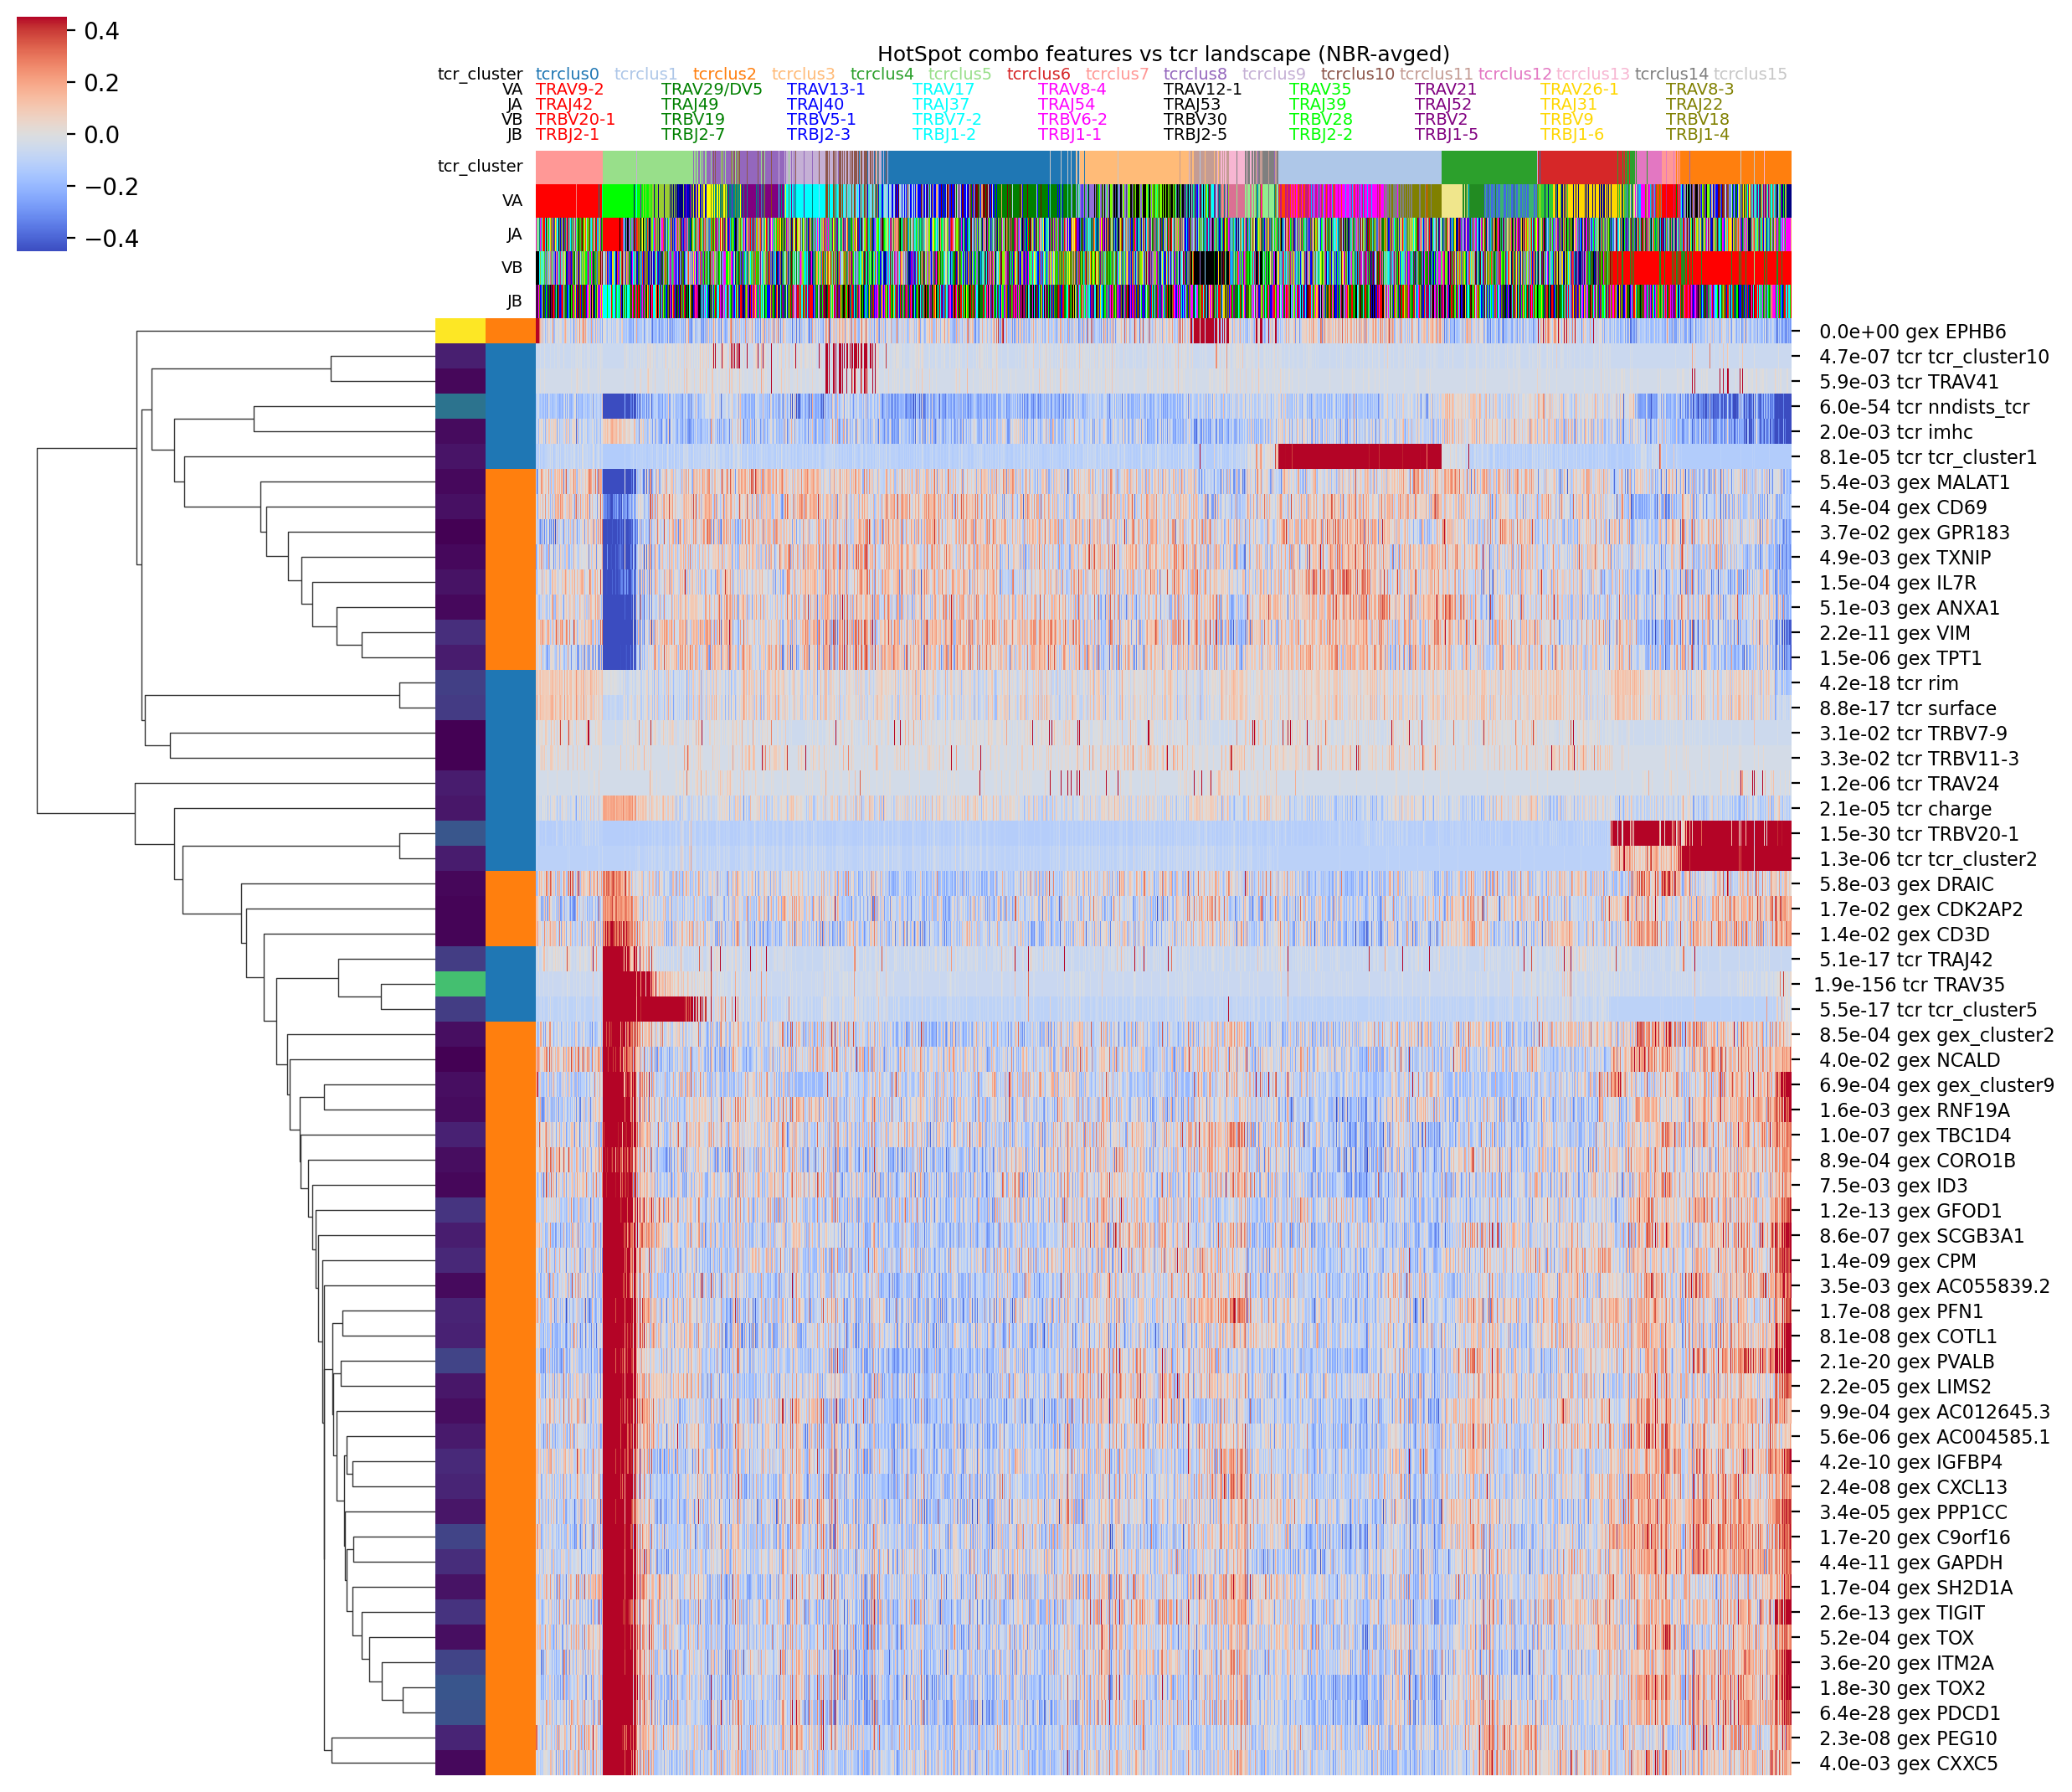 HotSpot combo features vs tcr landscape (NBR-avged)
0.4
0.2
0.0
−0.2
−0.4
tcr_cluster tcrclus0 tcrclus1 tcrclus2 tcrclus3 tcrclus4 tcrclus5 tcrclus6 tcrclus7 tcrclus8 tcrclus9 tcrclus10 tcrclus11 tcrclus12 tcrclus13 tcrclus14 tcrclus15
VA TRAV9-2 TRAV29/DV5 TRAV13-1 TRAV17 TRAV8-4 TRAV12-1 TRAV35 TRAV21 TRAV26-1 TRAV8-3
JA TRAJ42 TRAJ49 TRAJ40 TRAJ37 TRAJ54 TRAJ53 TRAJ39 TRAJ52 TRAJ31 TRAJ22
VB TRBV20-1 TRBV19 TRBV5-1 TRBV7-2 TRBV6-2 TRBV30 TRBV28 TRBV2 TRBV9 TRBV18
JB TRBJ2-1 TRBJ2-7 TRBJ2-3 TRBJ1-2 TRBJ1-1 TRBJ2-5 TRBJ2-2 TRBJ1-5 TRBJ1-6 TRBJ1-4
tcr_cluster
VA
JA
VB
JB
0.0e+00 gex EPHB6
4.7e-07 tcr tcr_cluster10
5.9e-03 tcr TRAV41
6.0e-54 tcr nndists_tcr
2.0e-03 tcr imhc
8.1e-05 tcr tcr_cluster1
5.4e-03 gex MALAT1
4.5e-04 gex CD69
3.7e-02 gex GPR183
4.9e-03 gex TXNIP
1.5e-04 gex IL7R
5.1e-03 gex ANXA1
2.2e-11 gex VIM
1.5e-06 gex TPT1
4.2e-18 tcr rim
8.8e-17 tcr surface
3.1e-02 tcr TRBV7-9
3.3e-02 tcr TRBV11-3
1.2e-06 tcr TRAV24
2.1e-05 tcr charge
1.5e-30 tcr TRBV20-1
1.3e-06 tcr tcr_cluster2
5.8e-03 gex DRAIC
1.7e-02 gex CDK2AP2
1.4e-02 gex CD3D
5.1e-17 tcr TRAJ42
1.9e-156 tcr TRAV35
5.5e-17 tcr tcr_cluster5
8.5e-04 gex gex_cluster2
4.0e-02 gex NCALD
6.9e-04 gex gex_cluster9
1.6e-03 gex RNF19A
1.0e-07 gex TBC1D4
8.9e-04 gex CORO1B
7.5e-03 gex ID3
1.2e-13 gex GFOD1
8.6e-07 gex SCGB3A1
1.4e-09 gex CPM
3.5e-03 gex AC055839.2
1.7e-08 gex PFN1
8.1e-08 gex COTL1
2.1e-20 gex PVALB
2.2e-05 gex LIMS2
9.9e-04 gex AC012645.3
5.6e-06 gex AC004585.1
4.2e-10 gex IGFBP4
2.4e-08 gex CXCL13
3.4e-05 gex PPP1CC
1.7e-20 gex C9orf16
4.4e-11 gex GAPDH
1.7e-04 gex SH2D1A
2.6e-13 gex TIGIT
5.2e-04 gex TOX
3.6e-20 gex ITM2A
1.8e-30 gex TOX2
6.4e-28 gex PDCD1
2.3e-08 gex PEG10
4.0e-03 gex CXXC5